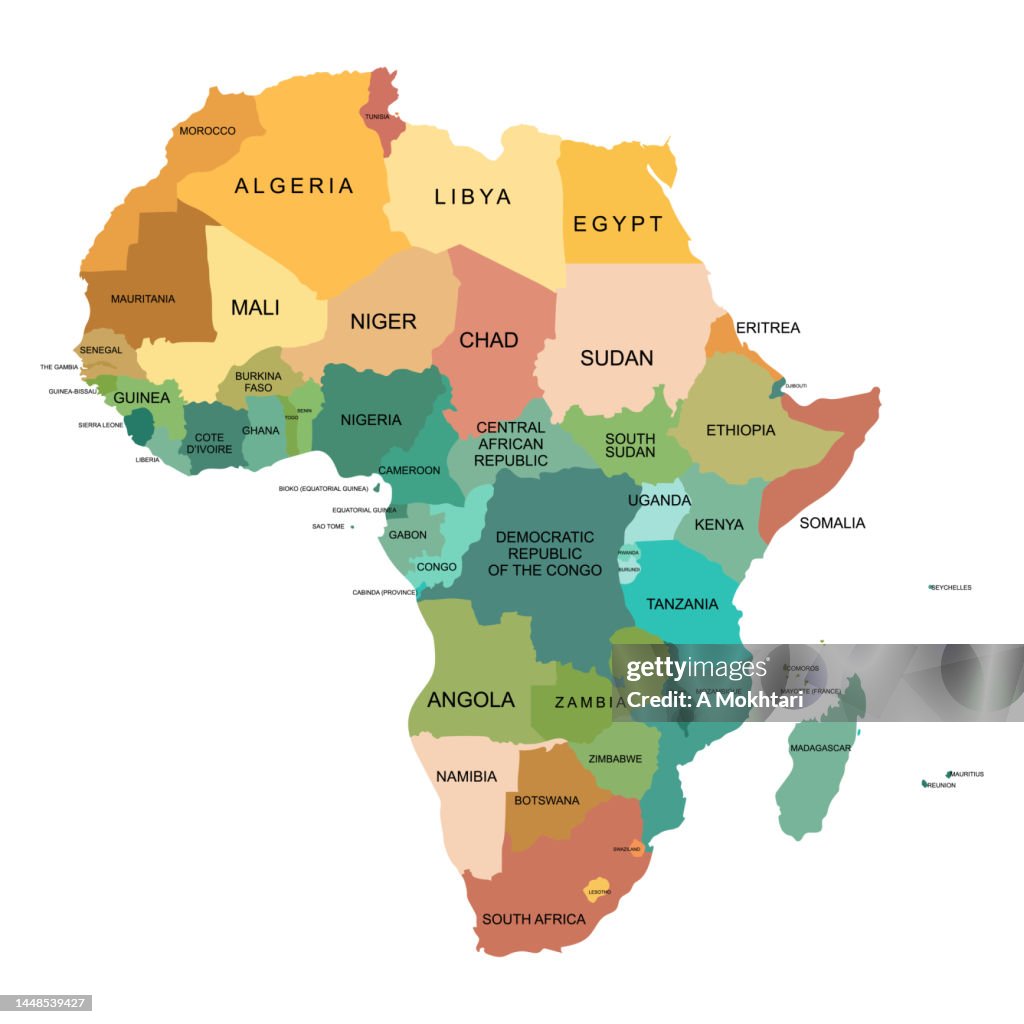 MOROCCO
TUNISIA
ALGERIA
LIBYA
EGYPT
MAURITANIA
MALI
NIGER
CHAD
SUDAN
ERITREA
SENEGAL
THE GAMBIA
GUINEA-BISSAU
GUINEA
BURKINA
FASO
BENIN
TOGO
NIGERIA
DJIBOUTI
SIERRA LEONE
COTE
D'IVOIRE
GHANA
LIBERIA
CENTRAL
AFRICAN
REPUBLIC
SOUTH
SUDAN
ETHIOPIA
CAMEROON
BIOKO (EQUATORIAL GUINEA)
EQUATORIAL GUINEA
SAO TOME
GABON
CONGO
UGANDA
KENYA
SOMALIA
DEMOCRATIC
REPUBLIC
OF THE CONGO
RWANDA
BURUNDI
CABINDA (PROVINCE)
TANZANIA
SEYCHELLES
gettyimages
Credit: A Mokhtari
COMOROS
MAYOTTE (FRANCE)
MOZAMBIQUE
ANGOLA
ZAMBIA
MADAGASCAR
ZIMBABWE
NAMIBIA
BOTSWANA
MAURITIUS
REUNION
SWAZILAND
LESOTHO
SOUTH AFRICA
1448539427